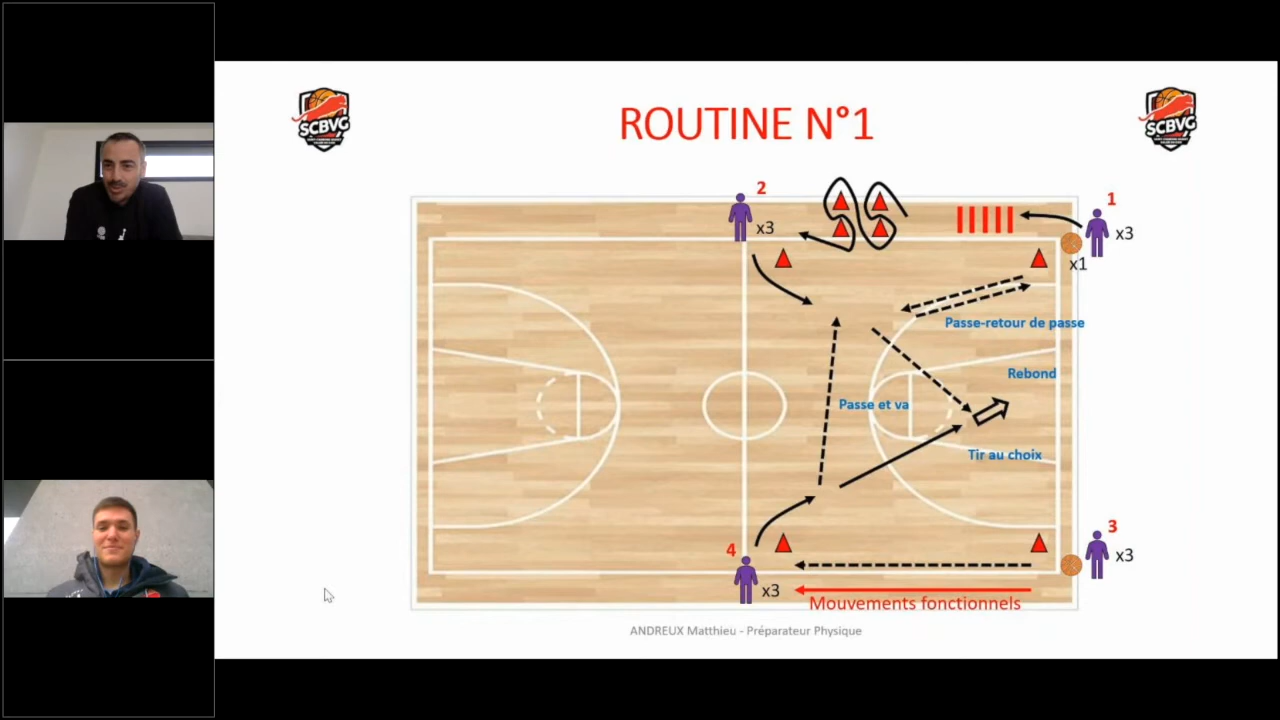 SCBVG
ROUTINE N°1
SCBVG
2
1
x3
x3
x1
Passe-retour de passe
Rebond
Passe et va
Tir au choix
3
4
x3
x3
Mouvements fonctionnels
ANDREUX Matthieu - Préparateur Physique